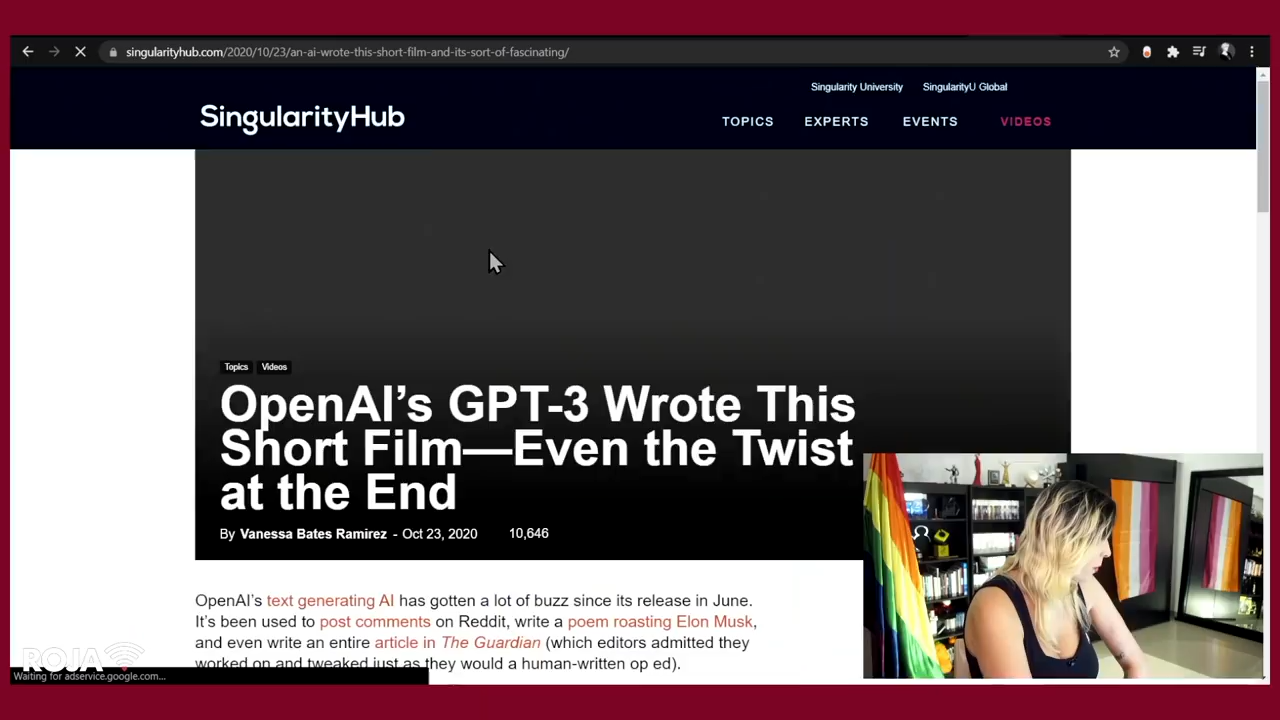 singularityhub.com/2020/10/23/an-ai-wrote-this-short-film-and-its-sort-of-fascinating/
Singularity University SingularityU Global
SingularityHub
TOPICS EXPERTS EVENTS VIDEOS
Topics Videos
OpenAI’s GPT-3 Wrote This
Short Film—Even the Twist
at the End
By Vanessa Bates Ramirez - Oct 23, 2020 10,646
OpenAI’s text generating AI has gotten a lot of buzz since its release in June.
It’s been used to post comments on Reddit, write a poem roasting Elon Musk,
and even write an entire article in The Guardian (which editors admitted they
worked on and tweaked just as they would a human-written op ed).
ROJA
Waiting for adservice.google.com...